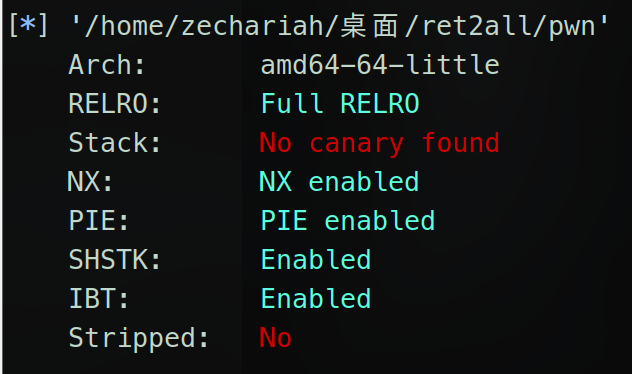 [*] '/home/zechariah/桌面/ret2all/pwn'
Arch: amd64-64-little
RELRO: Full RELRO
Stack: No canary found
NX: NX enabled
PIE: PIE enabled
SHSTK: Enabled
IBT: Enabled
Stripped: No